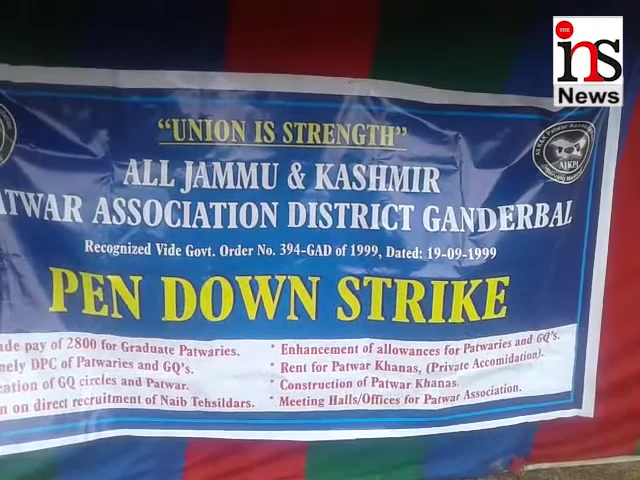 THE
ins
News
"UNION IS STRENGTH"
ALL JAMMU & KASHMIR
ATWAR ASSOCIATION DISTRICT GANDERBAL
Recognized Vide Govt. Order No. 394-GAD of 1999, Dated: 19-09-1999
PEN DOWN STRIKE
ade pay of 2800 for Graduate Patwaries.
nely DPC of Patwaries and GQ's.
ation of GQ circles and Patwar.
n on direct recruitment of Naib Tehsildars.
* Enhancement of allowances for Patwaries and GQ's.
* Rent for Patwar Khanas, (Private Accomidation).
* Construction of Patwar Khanas.
* Meeting Halls/Offices for Patwar Association.